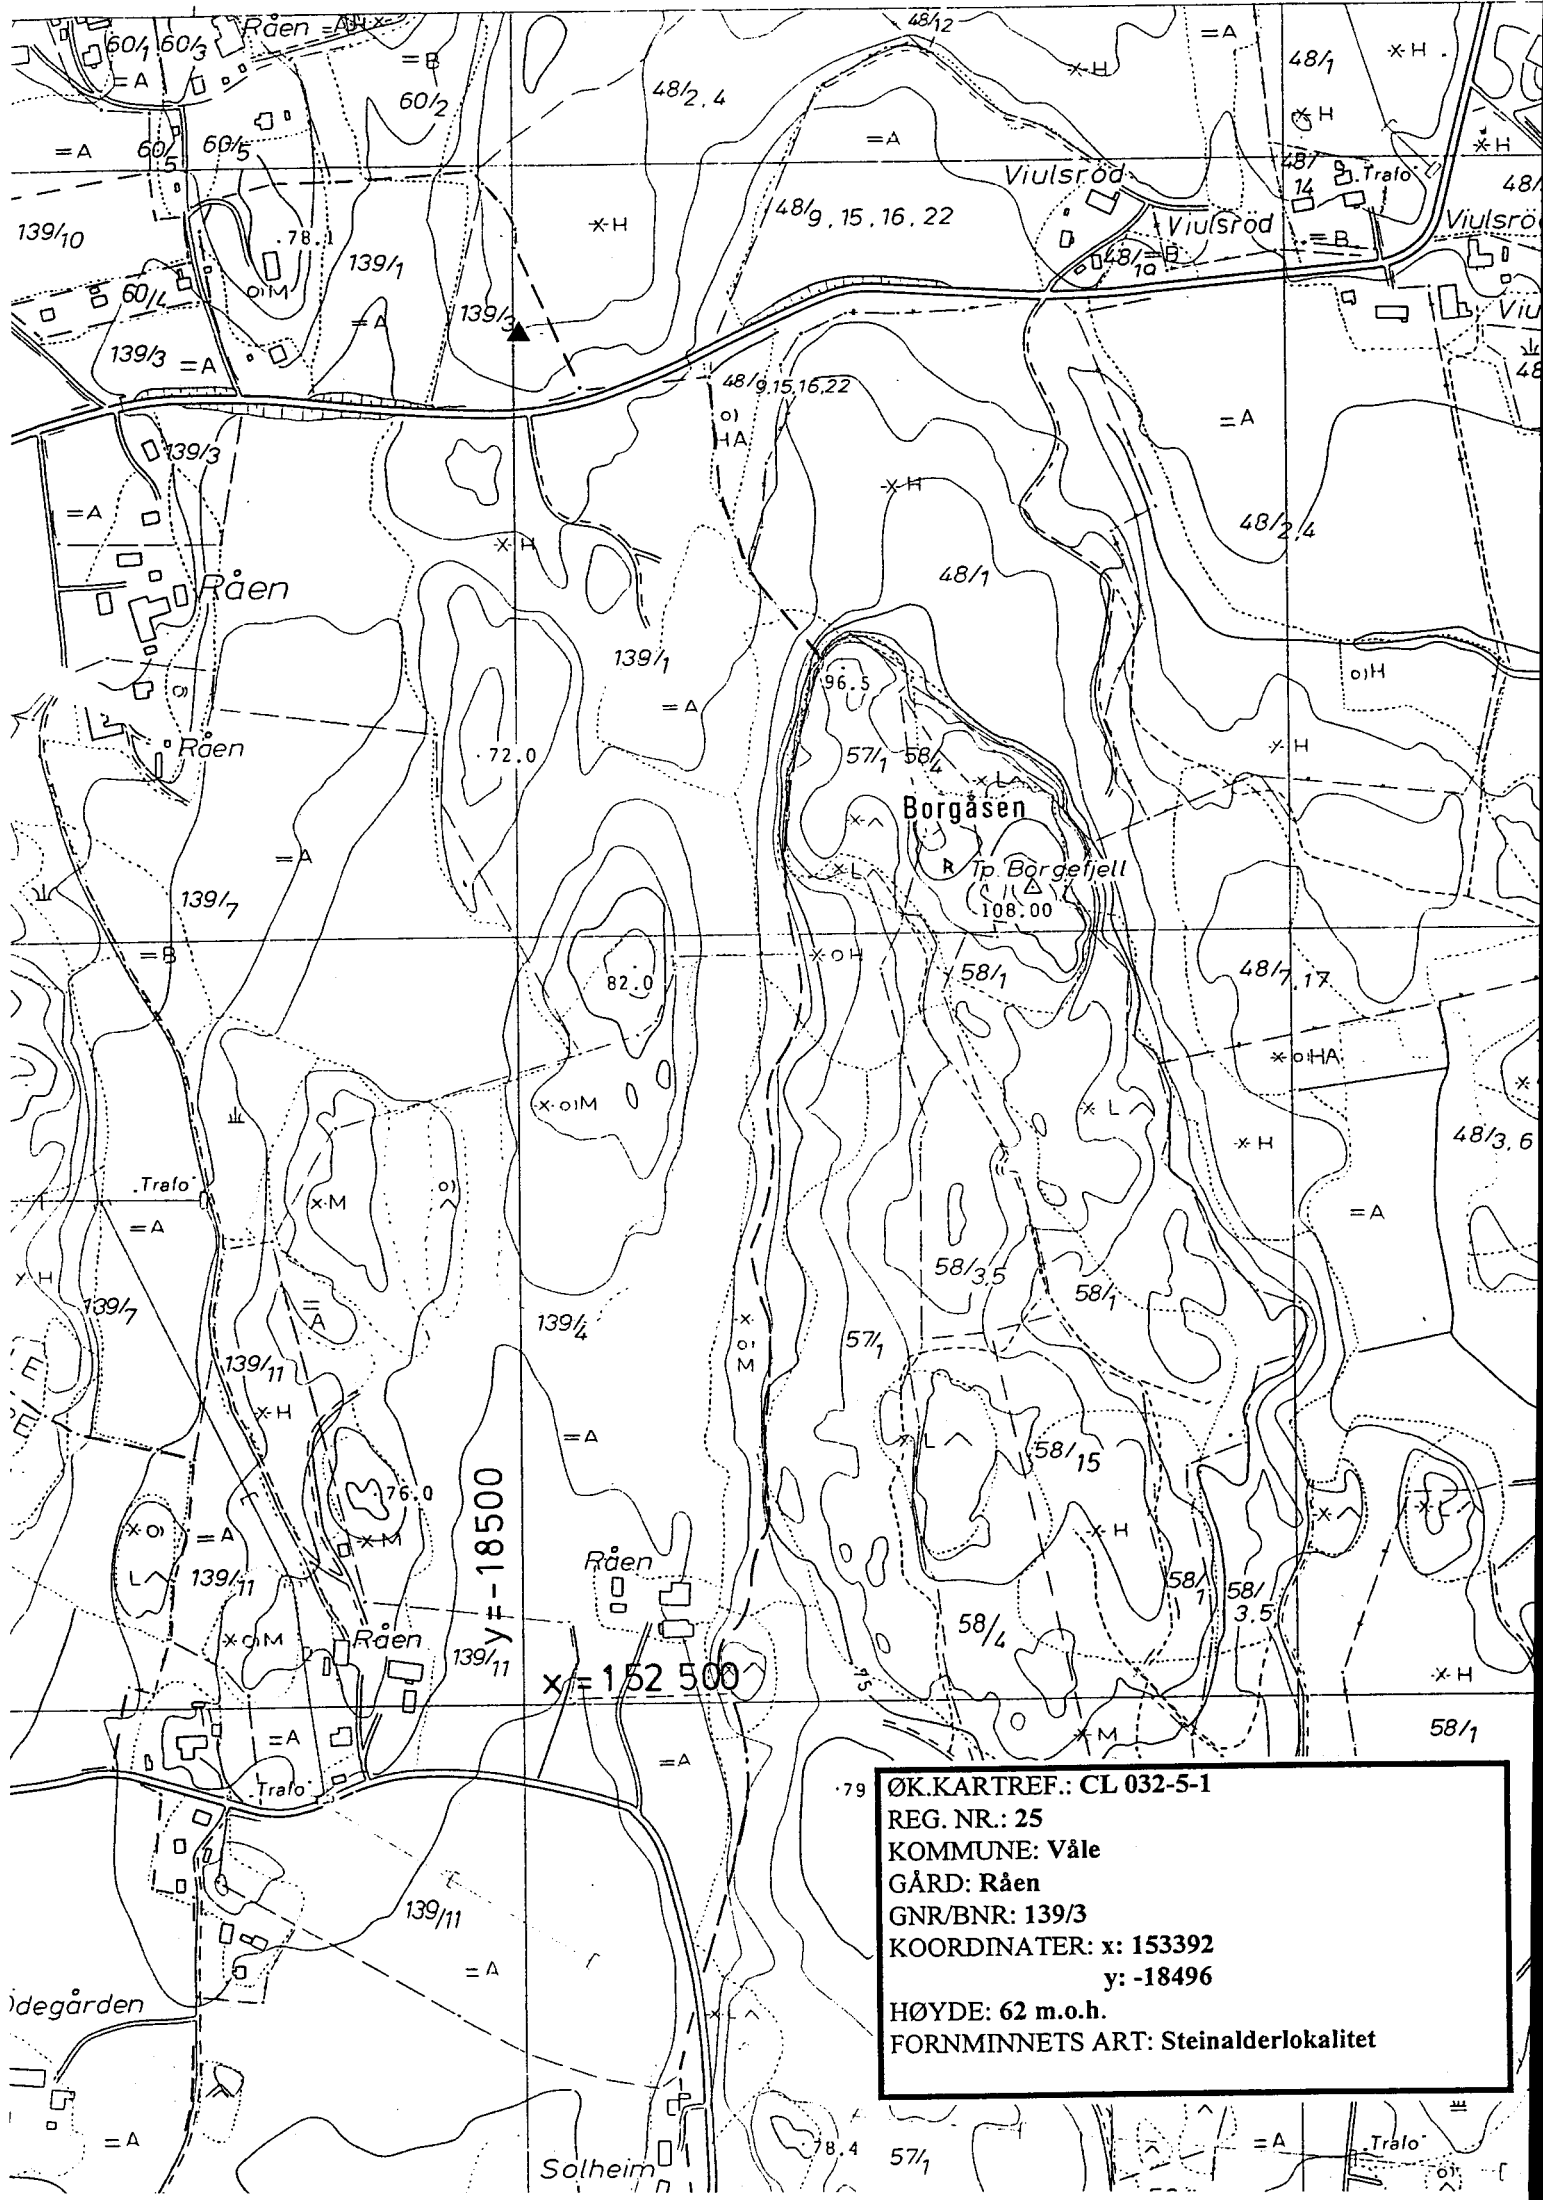 48/12
Råen =AH
60/1 60/3
=A
=B
60/2
48/2,4
X-H
=A
48/1
X-H
=A
60/5
60/5
=A
X-H
48/14
Trafo
X-H
48/
Viulsröd
139/10
78.1
139/1
X-H
48/9,15,16,22
Viulsröd
=B
Viulsrö
48/10
=B
60/4
O)M
=A
139/3
139/3
=A
48/9,15,16,22
Viu
48
=A
O)
HA
139/3
=A
X-H
X-H
48/2,4
Råen
48/1
139/1
96.5
O)H
=A
Råen
72.0
57/1
58/4
X-L
X-H
Borgåsen
=A
X-L
R
Tp. Borgefjell
108.00
139/7
=B
82.0
X-OH
58/1
48/7,17
X-O)HA
X-O)M
X-L
X-H
48/3,6
Trafo
X-M
O)
=A
=A
X-H
139/7
=
A
139/4
58/3.5
58/1
X
O)
M
57/1
139/11
E
E
X-H
=A
X-L
58/15
76.0
X-O)
=A
X-M
X-H
L
139/11
Råen
58/1
58/
3.5
y=-18500
X-O)M
Råen
139/11
58/4
X-H
x=152 500
75
=A
=A
X-M
58/1
Trafo
79
ØK.KARTREF.: CL 032-5-1
REG. NR.: 25
KOMMUNE: Våle
GÅRD: Råen
GNR/BNR: 139/3
KOORDINATER: x: 153392
y: -18496
HØYDE: 62 m.o.h.
FORNMINNETS ART: Steinalderlokalitet
139/11
=A
degården
X-L
=A
Solheim
78.4
57/1
=A
Trafo
O)